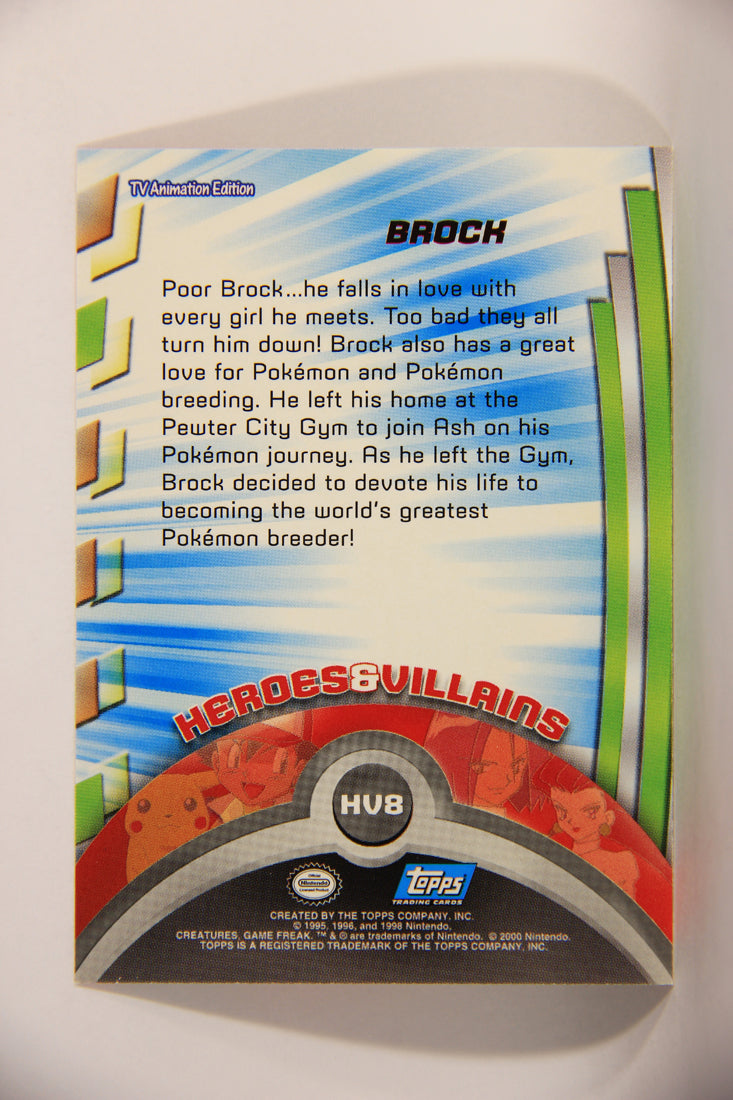 TV Animation Edition
BROCK
Poor Brock...he falls in love with
every girl he meets. Too bad they all
turn him down! Brock also has a great
love for Pokémon and Pokémon
breeding. He left his home at the
Pewter City Gym to join Ash on his
Pokémon journey. As he left the Gym,
Brock decided to devote his life to
becoming the world's greatest
Pokémon breeder!
HEROES&VILLAINS
HV8
Official
Nintendo
Licensed Product
Topps
TRADING CARDS
CREATED BY THE TOPPS COMPANY, INC.
© 1995, 1996, and 1998 Nintendo,
CREATURES, GAME FREAK. ™ & ® are trademarks of Nintendo. © 2000 Nintendo.
TOPPS IS A REGISTERED TRADEMARK OF THE TOPPS COMPANY, INC.